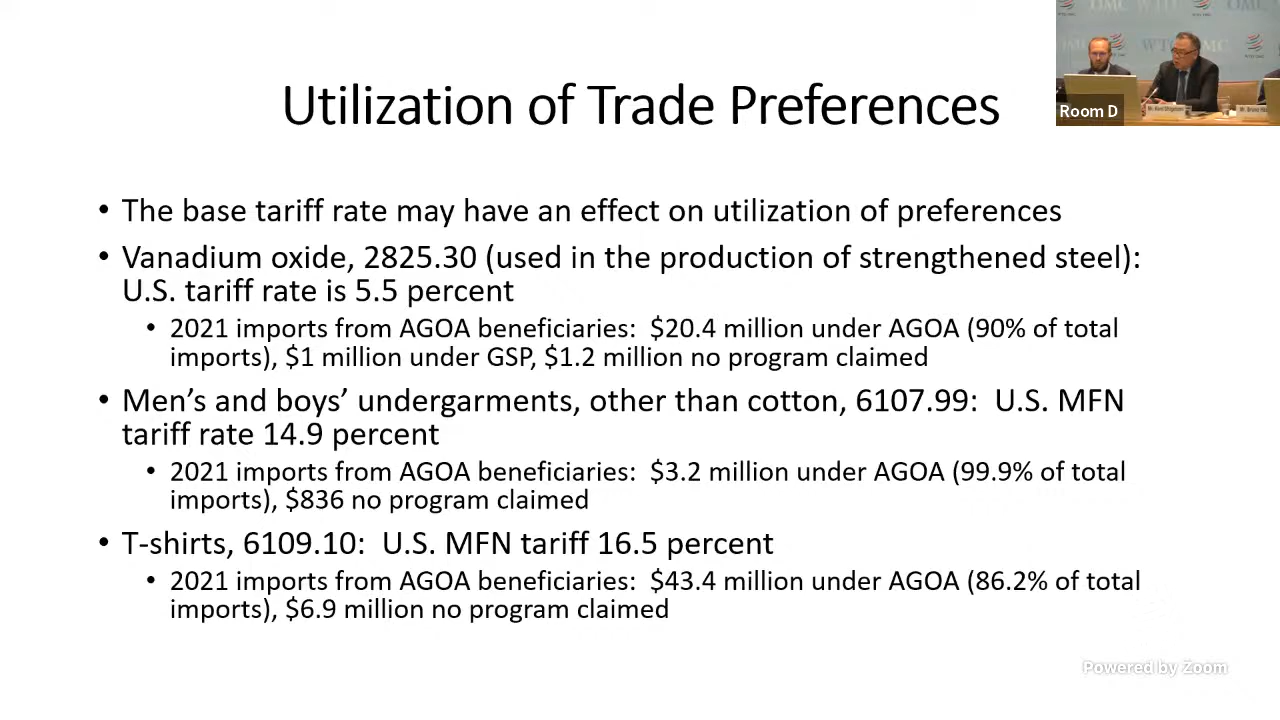 Utilization of Trade Preferences
Room D
• The base tariff rate may have an effect on utilization of preferences
• Vanadium oxide, 2825.30 (used in the production of strengthened steel):
U.S. tariff rate is 5.5 percent
• 2021 imports from AGOA beneficiaries: $20.4 million under AGOA (90% of total
imports), $1 million under GSP, $1.2 million no program claimed
• Men’s and boys’ undergarments, other than cotton, 6107.99: U.S. MFN
tariff rate 14.9 percent
• 2021 imports from AGOA beneficiaries: $3.2 million under AGOA (99.9% of total
imports), $836 no program claimed
• T-shirts, 6109.10: U.S. MFN tariff 16.5 percent
• 2021 imports from AGOA beneficiaries: $43.4 million under AGOA (86.2% of total
imports), $6.9 million no program claimed
Powered by Zoom